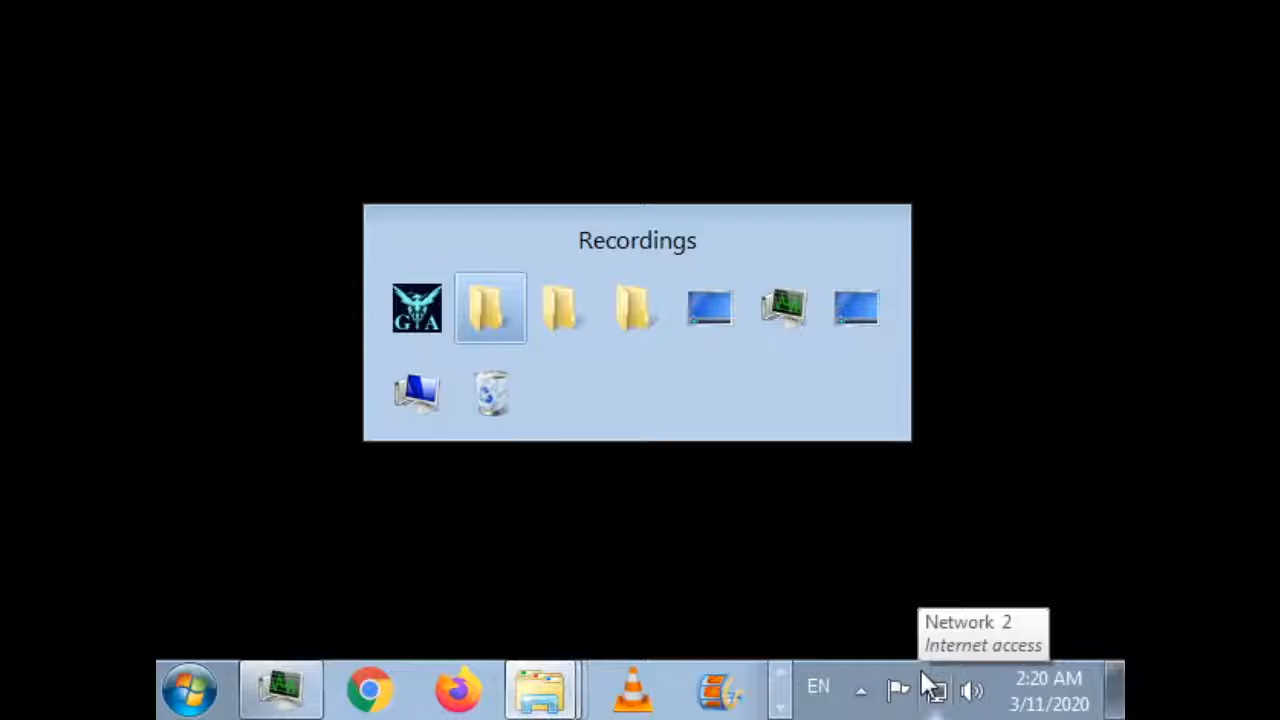 Recordings
G A
Network 2
Internet access
EN
2:20 AM
3/11/2020